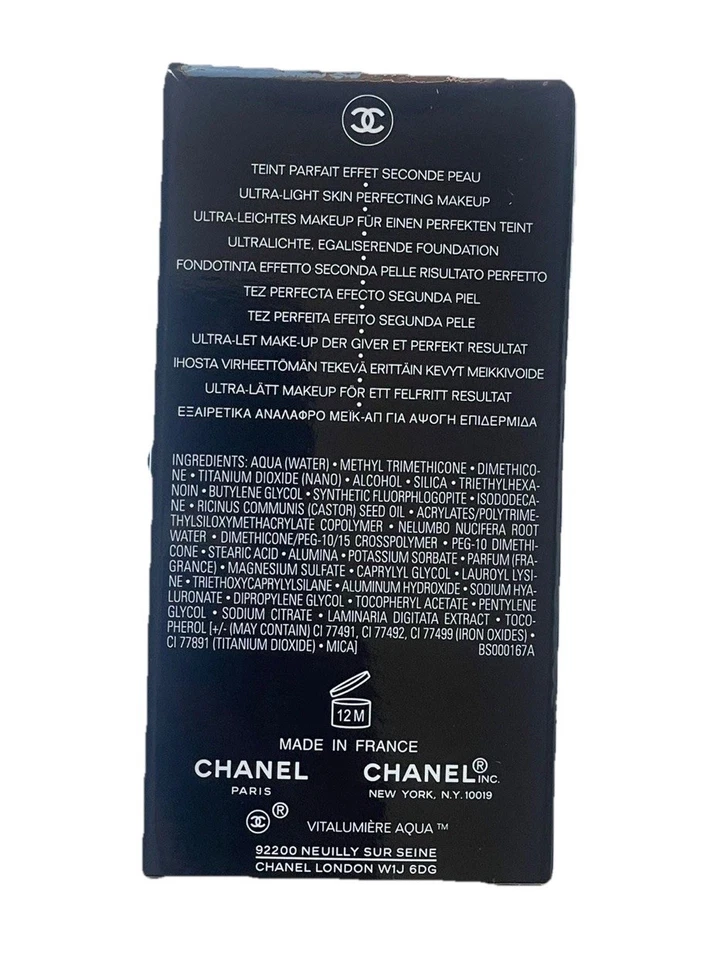 TEINT PARFAIT EFFET SECONDE PEAU
•
ULTRA-LIGHT SKIN PERFECTING MAKEUP
•
ULTRA-LEICHTES MAKEUP FÜR EINEN PERFEKTEN TEINT
•
ULTRALICHTE, EGALISERENDE FOUNDATION
•
FONDOTINTA EFFETTO SECONDA PELLE RISULTATO PERFETTO
•
TEZ PERFECTA EFECTO SEGUNDA PIEL
•
TEZ PERFEITA EFEITO SEGUNDA PELE
•
ULTRA-LET MAKE-UP DER GIVER ET PERFEKT RESULTAT
•
IHOSTA VIRHEETTÖMÄN TEKEVÄ ERITTÄIN KEVYT MEIKKIVOIDE
•
ULTRA-LÄTT MAKEUP FÖR ETT FELFRITT RESULTAT
•
ΕΞΑΙΡΕΤΙΚΑ ΑΝΑΛΑΦΡΟ ΜΕΪΚ-ΑΠ ΓΙΑ ΑΨΟΓΗ ΕΠΙΔΕΡΜΙΔΑ
INGREDIENTS: AQUA (WATER) • METHYL TRIMETHICONE • DIMETHICO-
NE • TITANIUM DIOXIDE (NANO) • ALCOHOL • SILICA • TRIETHYLHEXA-
NOIN • BUTYLENE GLYCOL • SYNTHETIC FLUORPHLOGOPITE • ISODODECA-
NE • RICINUS COMMUNIS (CASTOR) SEED OIL • ACRYLATES/POLYTRIME-
THYLSILOXYMETHACRYLATE COPOLYMER • NELUMBO NUCIFERA ROOT
WATER • DIMETHICONE/PEG-10/15 CROSSPOLYMER • PEG-10 DIMETHI-
CONE • STEARIC ACID • ALUMINA • POTASSIUM SORBATE • PARFUM (FRA-
GRANCE) • MAGNESIUM SULFATE • CAPRYLYL GLYCOL • LAUROYL LYSI-
NE • TRIETHOXYCAPRYLYLSILANE • ALUMINUM HYDROXIDE • SODIUM HYA-
LURONATE • DIPROPYLENE GLYCOL • TOCOPHERYL ACETATE • PENTYLENE
GLYCOL • SODIUM CITRATE • LAMINARIA DIGITATA EXTRACT • TOCO-
PHEROL [+/- (MAY CONTAIN) CI 77491, CI 77492, CI 77499 (IRON OXIDES) •
CI 77891 (TITANIUM DIOXIDE) • MICA] BS000167A
12 M
MADE IN FRANCE
CHANEL CHANEL® INC.
PARIS NEW YORK, N.Y. 10019
® VITALUMIÈRE AQUA ™
92200 NEUILLY SUR SEINE
CHANEL LONDON W1J 6DG